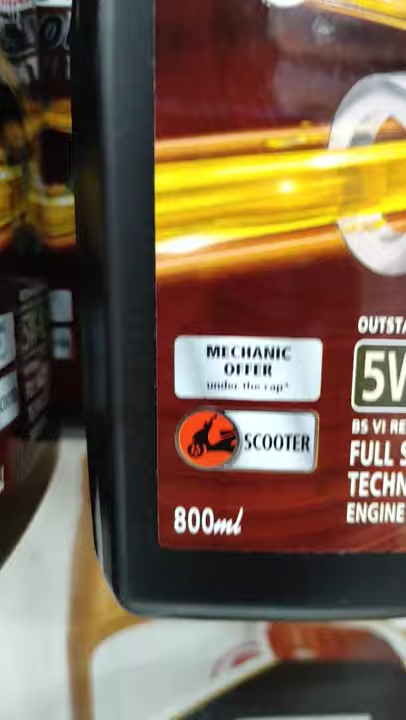 MECHANIC
OFFER
under the cap*
SCOOTER
800ml
OUTSTA
5W
BS VI RE
FULL S
TECHN
ENGINE